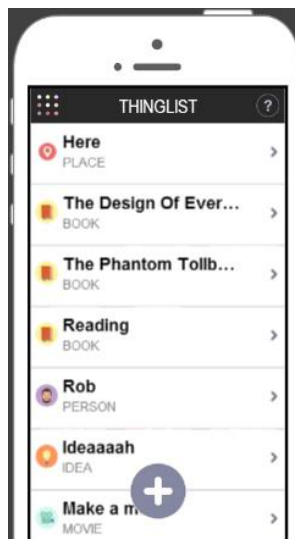 THINGLIST ?
Here
PLACE
The Design Of Ever...
BOOK
The Phantom Tollb...
BOOK
Reading
BOOK
Rob
PERSON
Ideaaaah
IDEA
Make a m
MOVIE